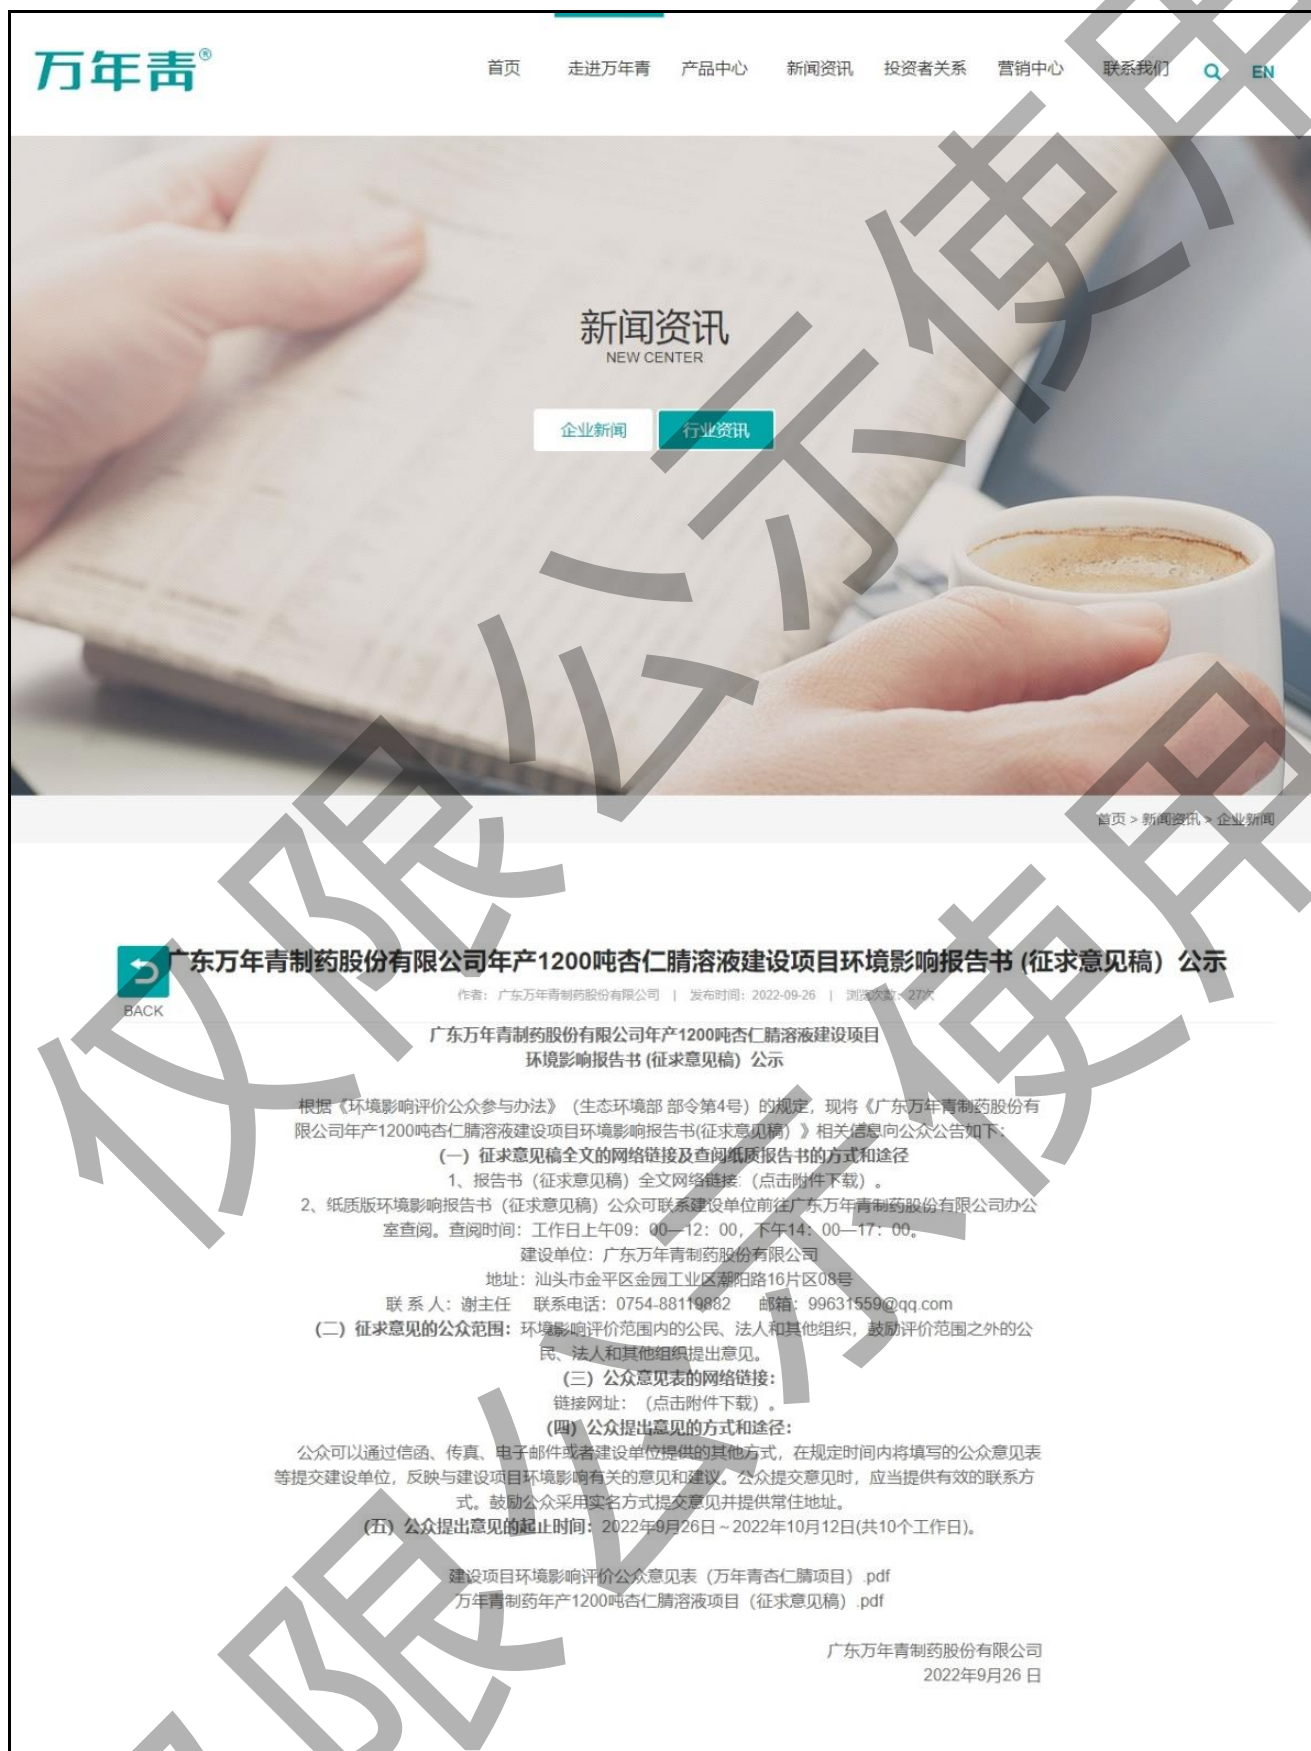 万年青®
首页 走进万年青 产品中心 新闻资讯 投资者关系 营销中心 联系我们 EN
新闻资讯
NEW CENTER
企业新闻 行业资讯
首页 > 新闻资讯 > 企业新闻
BACK
广东万年青制药股份有限公司年产1200吨杏仁腈溶液建设项目环境影响报告书 (征求意见稿）公示
作者：广东万年青制药股份有限公司 | 发布时间：2022-09-26 | 浏览次数：27次
广东万年青制药股份有限公司年产1200吨杏仁腈溶液建设项目
环境影响报告书 (征求意见稿）公示
根据《环境影响评价公众参与办法》（生态环境部 部令第4号）的规定，现将《广东万年青制药股份有
限公司年产1200吨杏仁腈溶液建设项目环境影响报告书(征求意见稿）》相关信息向公众公告如下：
（一）征求意见稿全文的网络链接及查阅纸质报告书的方式和途径
1、报告书（征求意见稿）全文网络链接:（点击附件下载）。
2、纸质版环境影响报告书（征求意见稿）公众可联系建设单位前往广东万年青制药股份有限公司办公
室查阅。查阅时间：工作日上午09：00—12：00，下午14：00—17：00。
建设单位：广东万年青制药股份有限公司
地址：汕头市金平区金园工业区潮阳路16片区08号
联 系 人：谢主任 联系电话：0754-88119882 邮箱：99631559@qq.com
（二）征求意见的公众范围：环境影响评价范围内的公民、法人和其他组织，鼓励评价范围之外的公
民、法人和其他组织提出意见。
（三）公众意见表的网络链接：
链接网址：（点击附件下载）。
（四）公众提出意见的方式和途径：
公众可以通过信函、传真、电子邮件或者建设单位提供的其他方式，在规定时间内将填写的公众意见表
等提交建设单位，反映与建设项目环境影响有关的意见和建议。公众提交意见时，应当提供有效的联系方
式。鼓励公众采用实名方式提交意见并提供常住地址。
（五）公众提出意见的起止时间：2022年9月26日～2022年10月12日(共10个工作日)。
建设项目环境影响评价公众意见表（万年青杏仁腈项目）.pdf
万年青制药年产1200吨杏仁腈溶液项目（征求意见稿）.pdf
广东万年青制药股份有限公司
2022年9月26 日
仅限公示使用
仅限公示使用